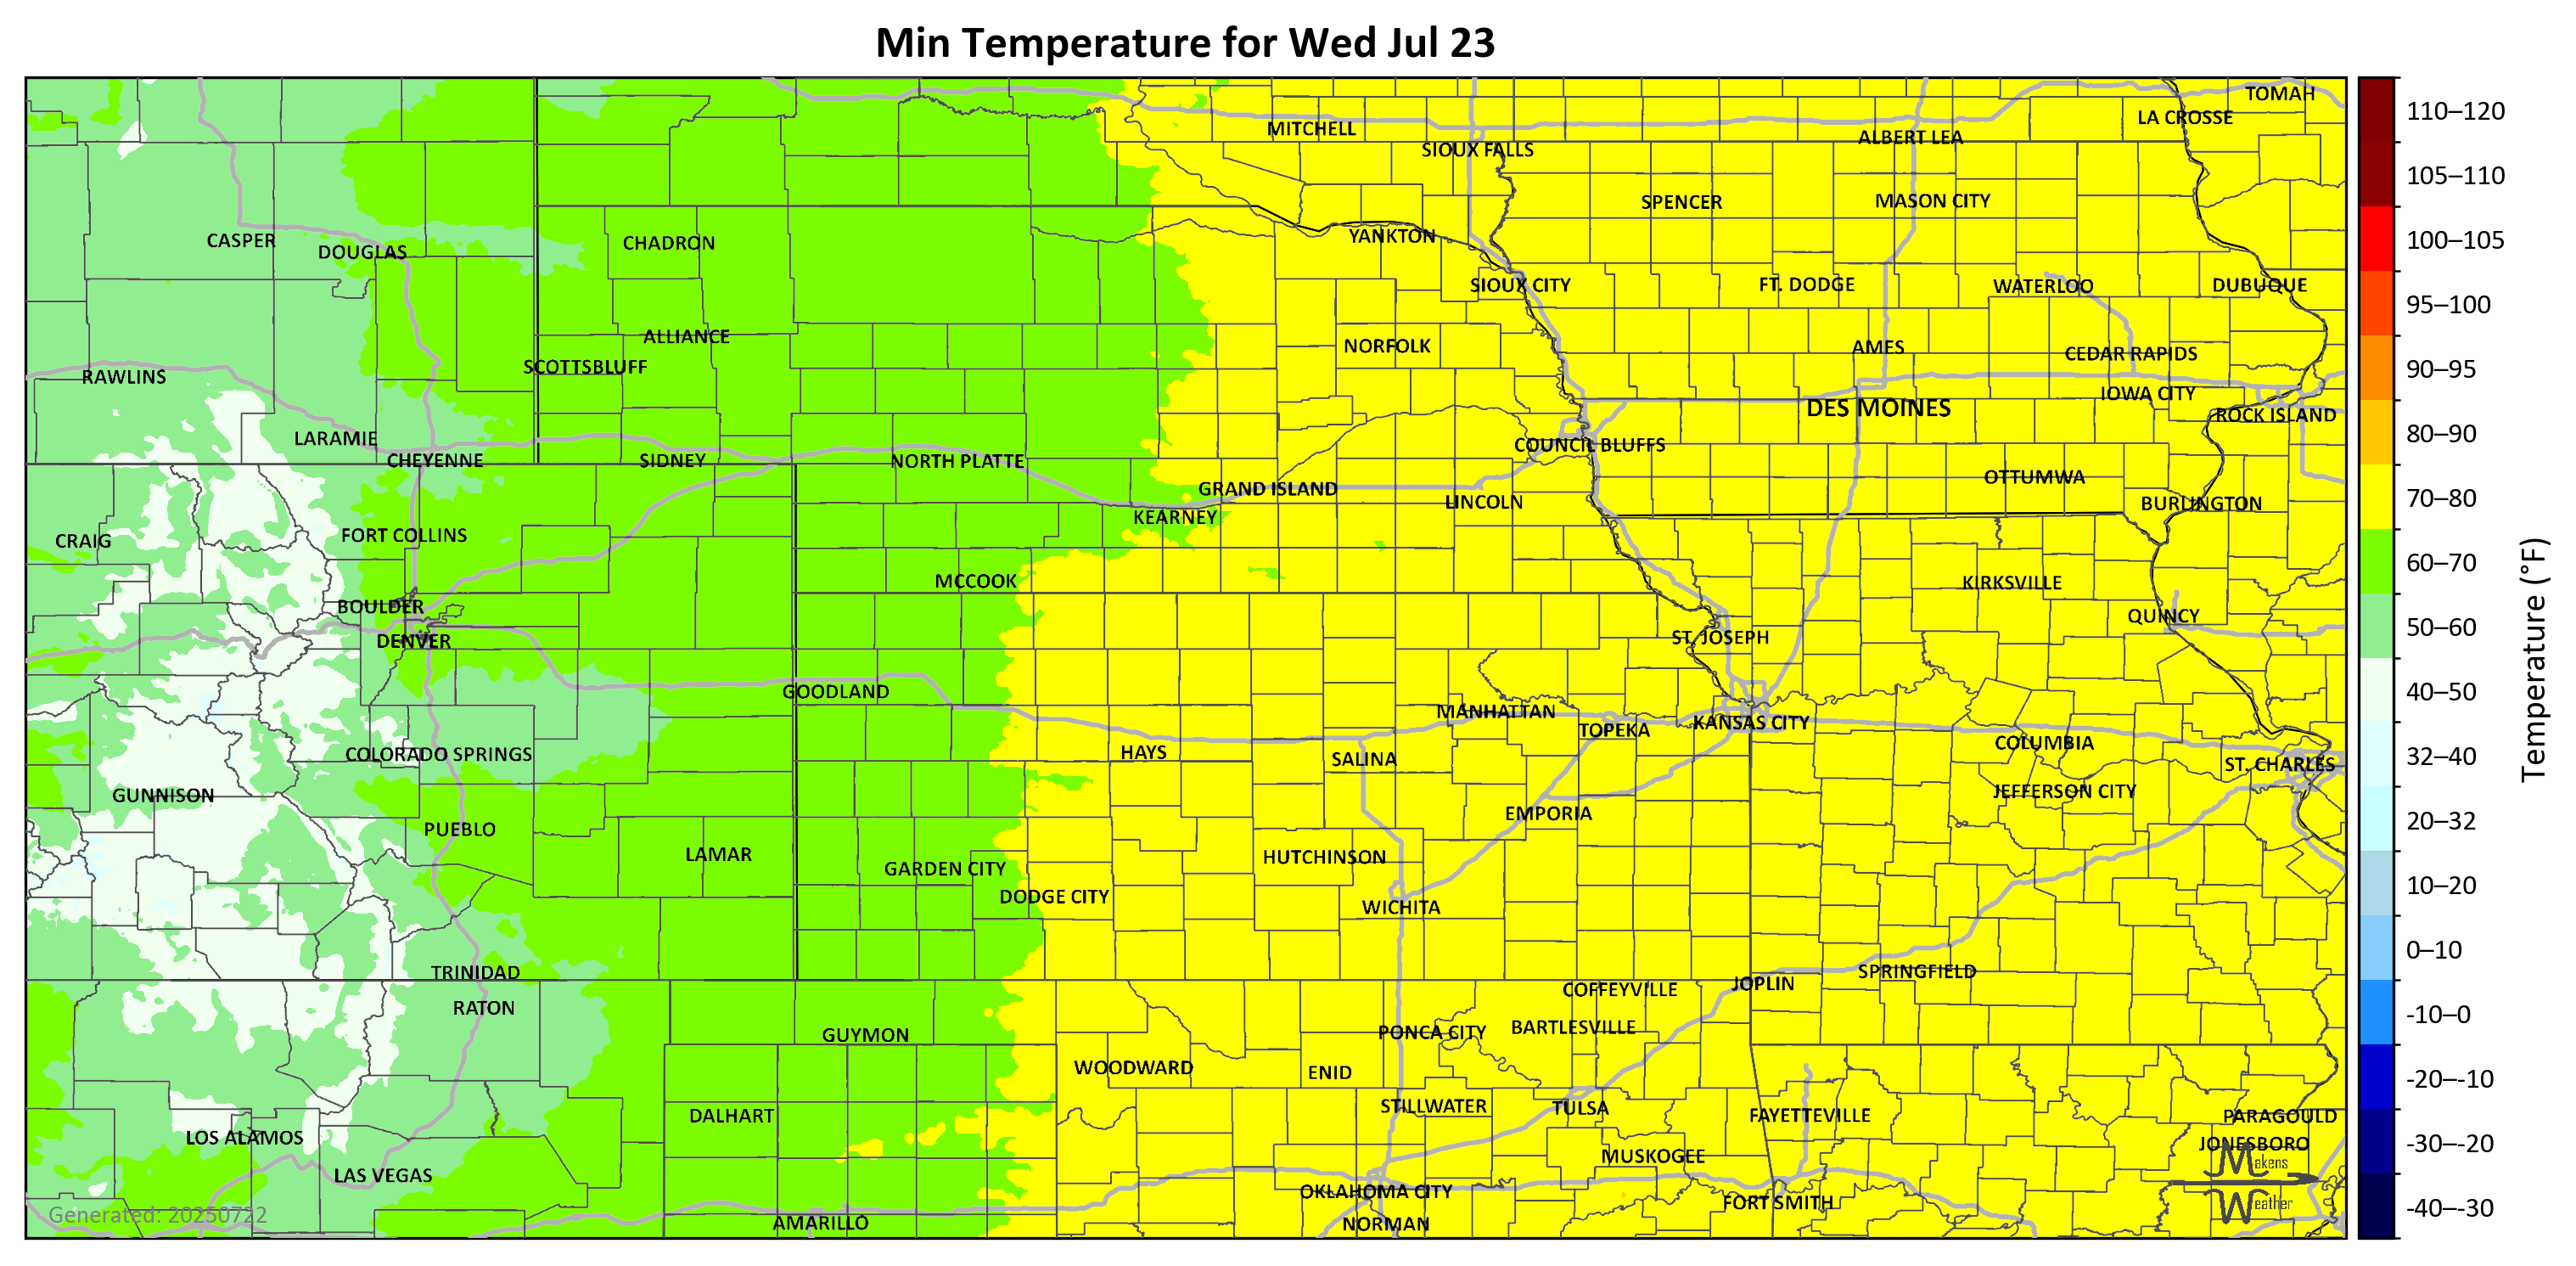 Min Temperature for Wed Jul 23
TOMAH
LA CROSSE
MITCHELL
ALBERT LEA
SIOUX FALLS
SPENCER
MASON CITY
CASPER
DOUGLAS
CHADRON
YANKTON
SIOUX CITY
FT. DODGE
WATERLOO
DUBUQUE
ALLIANCE
NORFOLK
AMES
CEDAR RAPIDS
SCOTTSBLUFF
RAWLINS
IOWA CITY
DES MOINES
ROCK ISLAND
LARAMIE
COUNCIL BLUFFS
CHEYENNE
SIDNEY
NORTH PLATTE
OTTUMWA
GRAND ISLAND
LINCOLN
BURLINGTON
KEARNEY
FORT COLLINS
CRAIG
MCCOOK
KIRKSVILLE
BOULDER
QUINCY
DENVER
ST. JOSEPH
GOODLAND
MANHATTAN
KANSAS CITY
TOPEKA
COLUMBIA
COLORADO SPRINGS
HAYS
SALINA
ST. CHARLES
GUNNISON
JEFFERSON CITY
EMPORIA
PUEBLO
LAMAR
HUTCHINSON
GARDEN CITY
DODGE CITY
WICHITA
TRINIDAD
SPRINGFIELD
JOPLIN
COFFEYVILLE
RATON
BARTLESVILLE
PONCA CITY
GUYMON
WOODWARD
ENID
STILLWATER
TULSA
DALHART
FAYETTEVILLE
PARAGOULD
LOS ALAMOS
JONESBORO
MUSKOGEE
LAS VEGAS
OKLAHOMA CITY
FORT SMITH
AMARILLO
NORMAN
Generated: 20250722
Makens
Weather
110–120
105–110
100–105
95–100
90–95
80–90
70–80
60–70
50–60
40–50
32–40
20–32
10–20
0–10
-10–0
-20–-10
-30–-20
-40–-30
Temperature (°F)